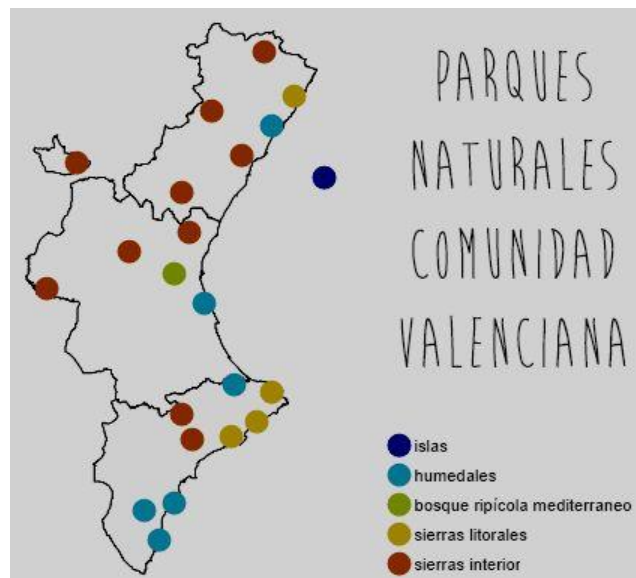 PARQUES
NATURALES
COMUNIDAD
VALENCIANA
islas
humedales
bosque ripícola mediterraneo
sierras litorales
sierras interior